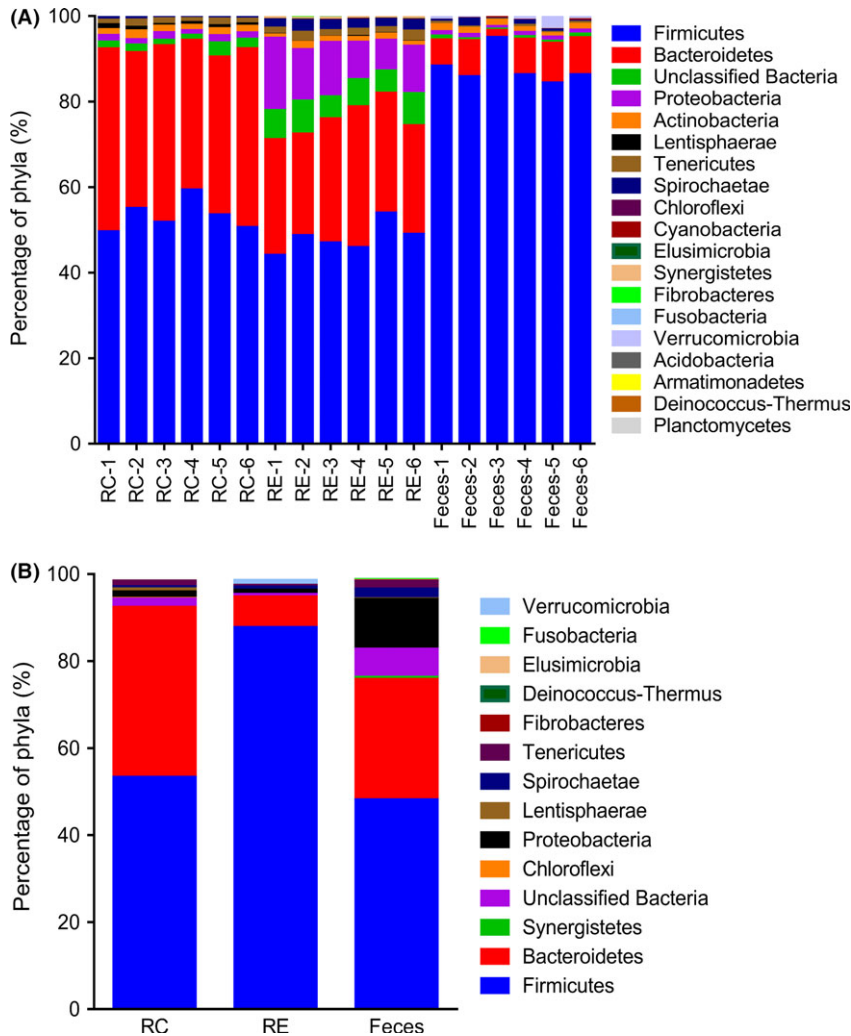 (A)
Percentage of phyla (%)
100
80
60
40
20
0
RC-1
RC-2
RC-3
RC-4
RC-5
RC-6
RE-1
RE-2
RE-3
RE-4
RE-5
RE-6
Feces-1
Feces-2
Feces-3
Feces-4
Feces-5
Feces-6
Firmicutes
Bacteroidetes
Unclassified Bacteria
Proteobacteria
Actinobacteria
Lentisphaerae
Tenericutes
Spirochaetae
Chloroflexi
Cyanobacteria
Elusimicrobia
Synergistetes
Fibrobacteres
Fusobacteria
Verrucomicrobia
Acidobacteria
Armatimonadetes
Deinococcus-Thermus
Planctomycetes
(B)
Percentage of phyla (%)
100
80
60
40
20
0
RC
RE
Feces
Verrucomicrobia
Fusobacteria
Elusimicrobia
Deinococcus-Thermus
Fibrobacteres
Tenericutes
Spirochaetae
Lentisphaerae
Proteobacteria
Chloroflexi
Unclassified Bacteria
Synergistetes
Bacteroidetes
Firmicutes